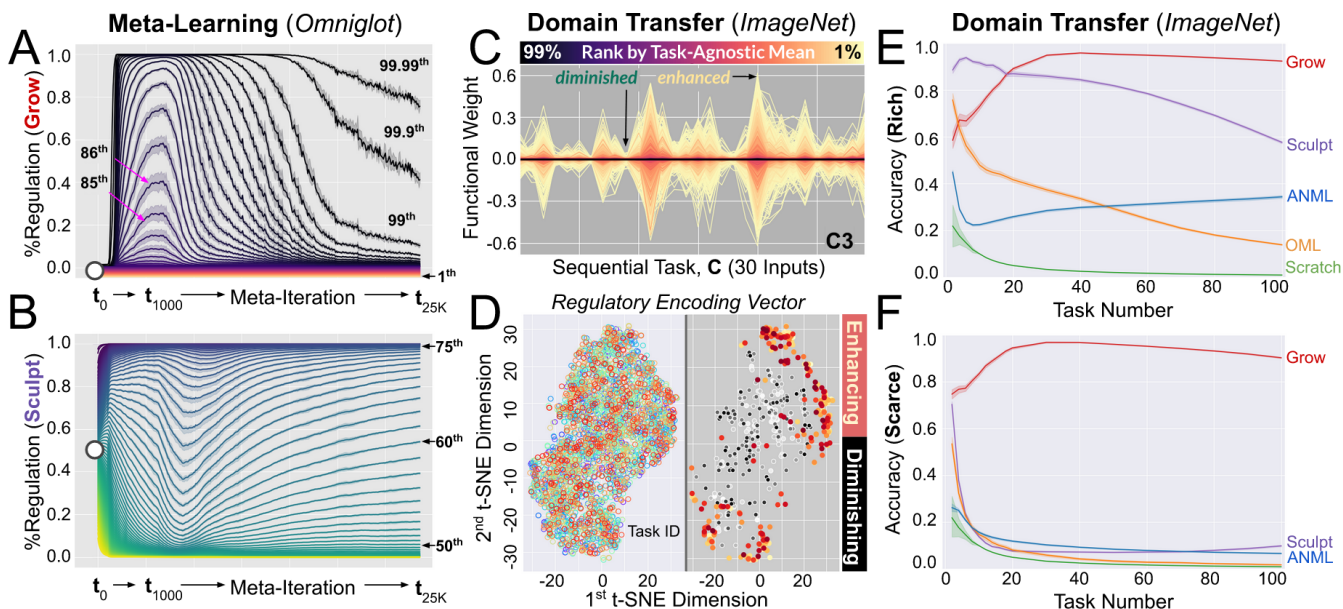 Meta-Learning (Omniglot)
A
%Regulation (Grow)
1.0
0.8
0.6
0.4
0.2
0.0
99.99th
99.9th
99th
86th
85th
1th
t0 t1000 Meta-Iteration t25K
B
%Regulation (Sculpt)
1.0
0.8
0.6
0.4
0.2
0.0
75th
60th
50th
t0 t1000 Meta-Iteration t25K
Domain Transfer (ImageNet)
C
99% Rank by Task-Agnostic Mean 1%
diminished enhanced
Functional Weight
0.6
0.3
0.0
-0.3
-0.6
C3
Sequential Task, C (30 Inputs)
Regulatory Encoding Vector
D
2nd t-SNE Dimension
30
20
10
0
-10
-20
-30
Task ID
Enhancing
Diminishing
-20 0 20 -20 0 20
1st t-SNE Dimension
Domain Transfer (ImageNet)
E
Accuracy (Rich)
1.0
0.8
0.6
0.4
0.2
0.0
Grow
Sculpt
ANML
OML
Scratch
20 40 60 80 100
Task Number
F
Accuracy (Scarce)
1.0
0.8
0.6
0.4
0.2
0.0
Grow
Sculpt
ANML
20 40 60 80 100
Task Number